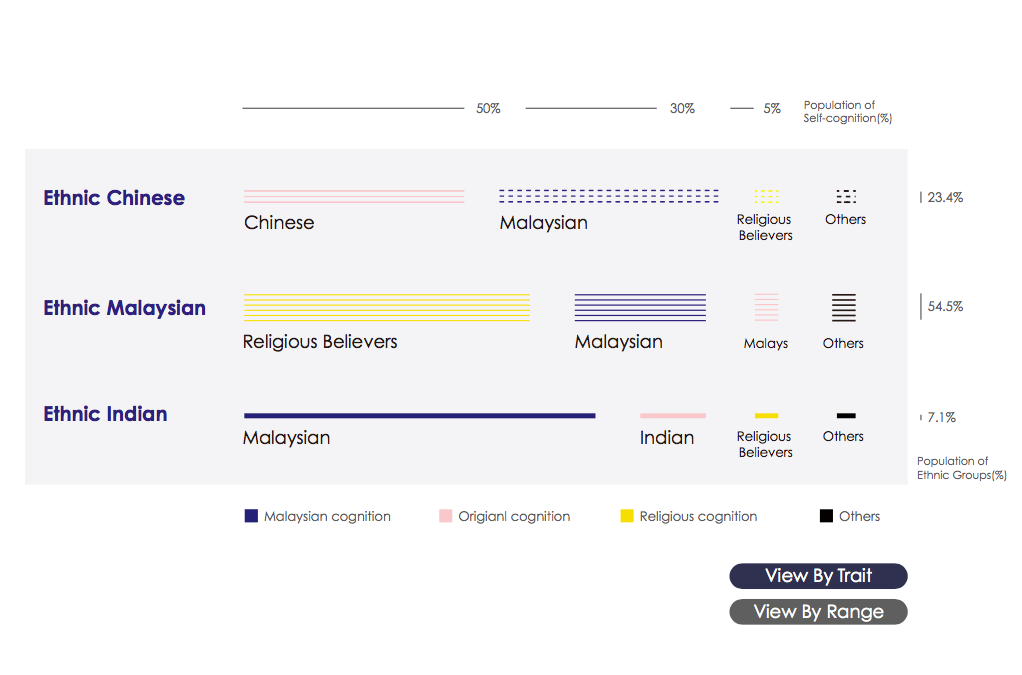 50%
30%
5%
Population of
Self-cognition(%)
Ethnic Chinese
23.4%
Chinese
Malaysian
Religious
Believers
Others
Ethnic Malaysian
54.5%
Religious Believers
Malaysian
Malays
Others
Ethnic Indian
7.1%
Malaysian
Indian
Religious
Believers
Others
Population of
Ethnic Groups(%)
Malaysian cognition
Origianl cognition
Religious cognition
Others
View By Trait
View By Range